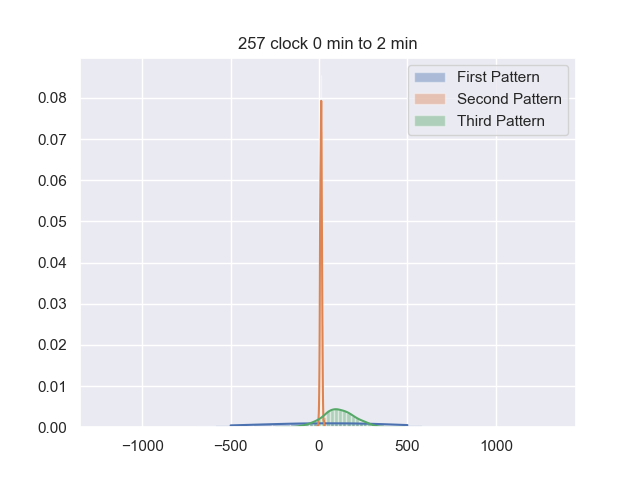 257 clock 0 min to 2 min
First Pattern
Second Pattern
Third Pattern
0.08
0.07
0.06
0.05
0.04
0.03
0.02
0.01
0.00
−1000 −500 0 500 1000